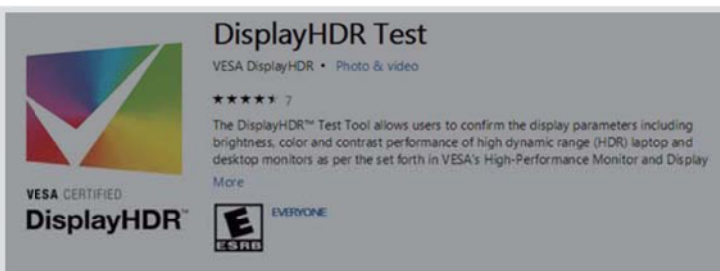 DisplayHDR Test
VESA DisplayHDR • Photo & video
★★★★★ 7
The DisplayHDR™ Test Tool allows users to confirm the display parameters including
brightness, color and contrast performance of high dynamic range (HDR) laptop and
desktop monitors as per the set forth in VESA's High-Performance Monitor and Display
More
VESA CERTIFIED
DisplayHDR™
E
ESRB
EVERYONE